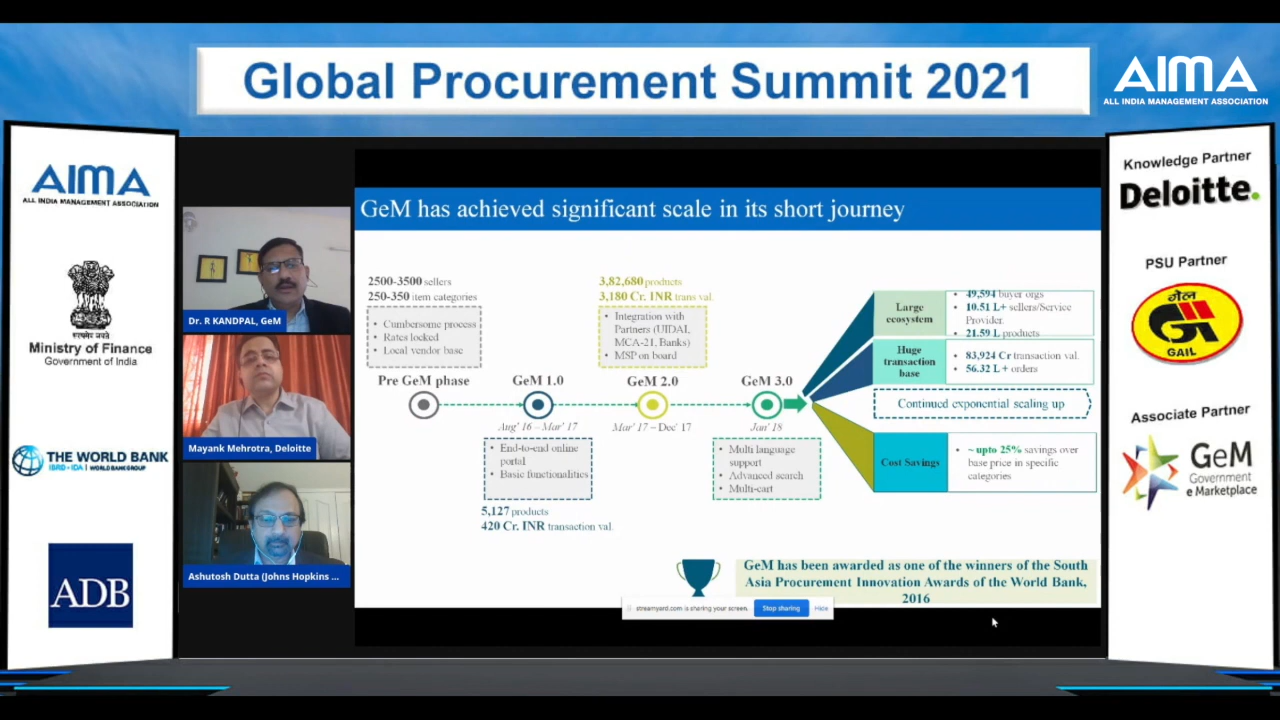 Global Procurement Summit 2021
AIMA
ALL INDIA MANAGEMENT ASSOCIATION
AIMA
ALL INDIA MANAGEMENT ASSOCIATION
सत्यमेव जयते
Ministry of Finance
Government of India
THE WORLD BANK
IBRD • IDA | WORLD BANK GROUP
ADB
Dr. R KANDPAL, GeM
Mayank Mehrotra, Deloitte
Ashutosh Dutta (Johns Hopkins ...
GeM has achieved significant scale in its short journey
2500-3500 sellers
250-350 item categories
• Cumbersome process
• Rates locked
• Local vendor base
Pre GeM phase
GeM 1.0
Aug' 16 – Mar' 17
• End-to-end online
portal
• Basic functionalities
5,127 products
420 Cr. INR transaction val.
3,82,680 products
3,180 Cr. INR trans val.
• Integration with
Partners (UIDAI,
MCA-21, Banks)
• MSP on board
GeM 2.0
Mar' 17 – Dec' 17
GeM 3.0
Jan' 18
• Multi language
support
• Advanced search
• Multi-cart
Large
ecosystem
• 49,594 buyer orgs
• 10.51 L+ sellers/Service
Provider.
• 21.59 L products
Huge
transaction
base
• 83,924 Cr transaction val.
• 56.32 L + orders
Continued exponential scaling up
Cost Savings
• ~ upto 25% savings over
base price in specific
categories
GeM has been awarded as one of the winners of the South
Asia Procurement Innovation Awards of the World Bank,
2016
streamyard.com is sharing your screen.
Stop sharing
Hide
Knowledge Partner
Deloitte.
PSU Partner
गेल
GAIL
Associate Partner
GeM
Government
e Marketplace